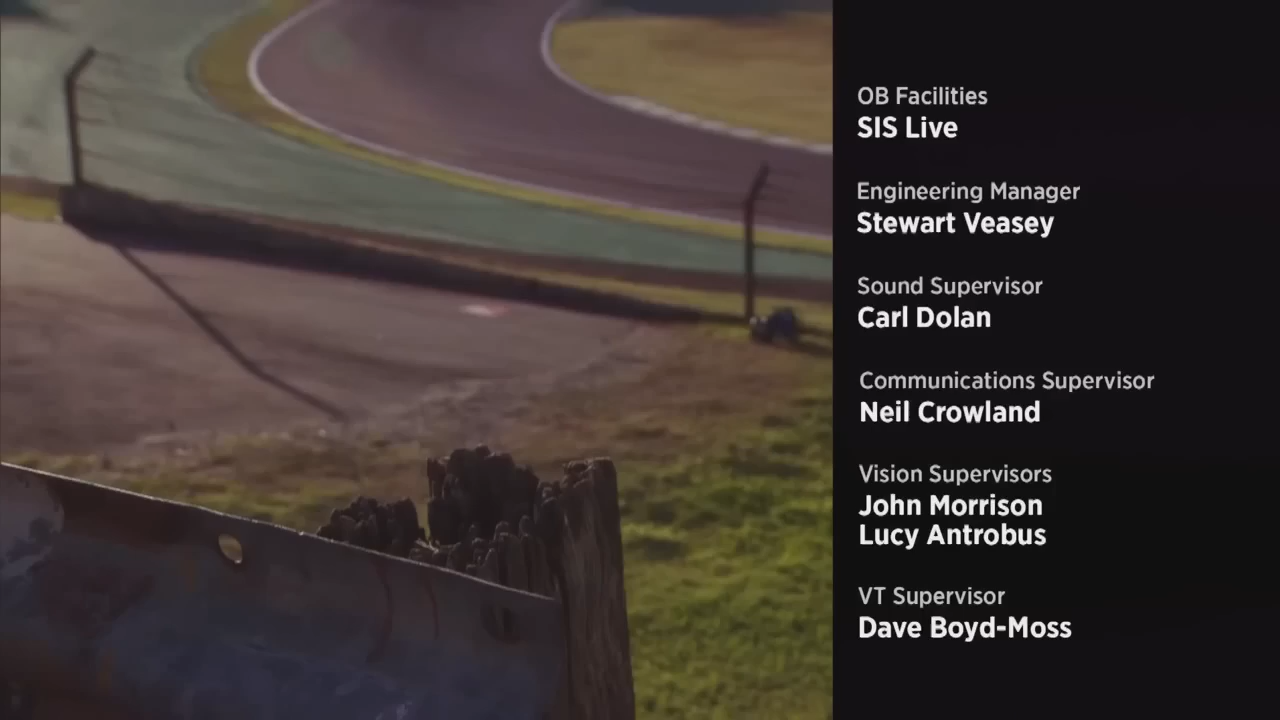 OB Facilities
SIS Live
Engineering Manager
Stewart Veasey
Sound Supervisor
Carl Dolan
Communications Supervisor
Neil Crowland
Vision Supervisors
John Morrison
Lucy Antrobus
VT Supervisor
Dave Boyd-Moss